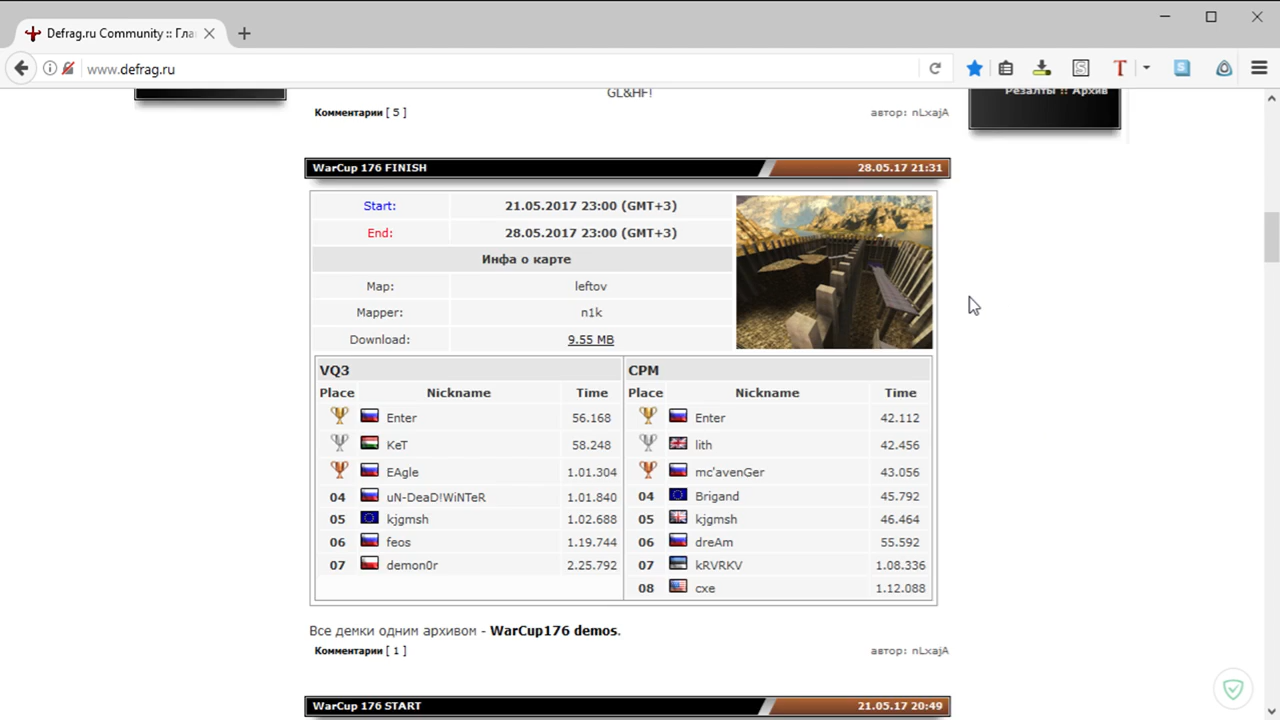 Defrag.ru Community :: Гла
www.defrag.ru
S
T
S
GL&HF!
Резалты :: Архив
Комментарии [ 5 ]
автор: nLxajA
WarCup 176 FINISH
28.05.17 21:31
Start: 21.05.2017 23:00 (GMT+3)
End: 28.05.2017 23:00 (GMT+3)
Инфа о карте
Map: leftov
Mapper: n1k
Download: 9.55 MB
VQ3
Place Nickname Time
Enter 56.168
KeT 58.248
EAgle 1.01.304
04 uN-DeaD!WiNTeR 1.01.840
05 kjgmsh 1.02.688
06 feos 1.19.744
07 demon0r 2.25.792
CPM
Place Nickname Time
Enter 42.112
lith 42.456
mc'avenGer 43.056
04 Brigand 45.792
05 kjgmsh 46.464
06 dreAm 55.592
07 kRVRKV 1.08.336
08 cxe 1.12.088
Все демки одним архивом - WarCup176 demos.
Комментарии [ 1 ]
автор: nLxajA
WarCup 176 START
21.05.17 20:49